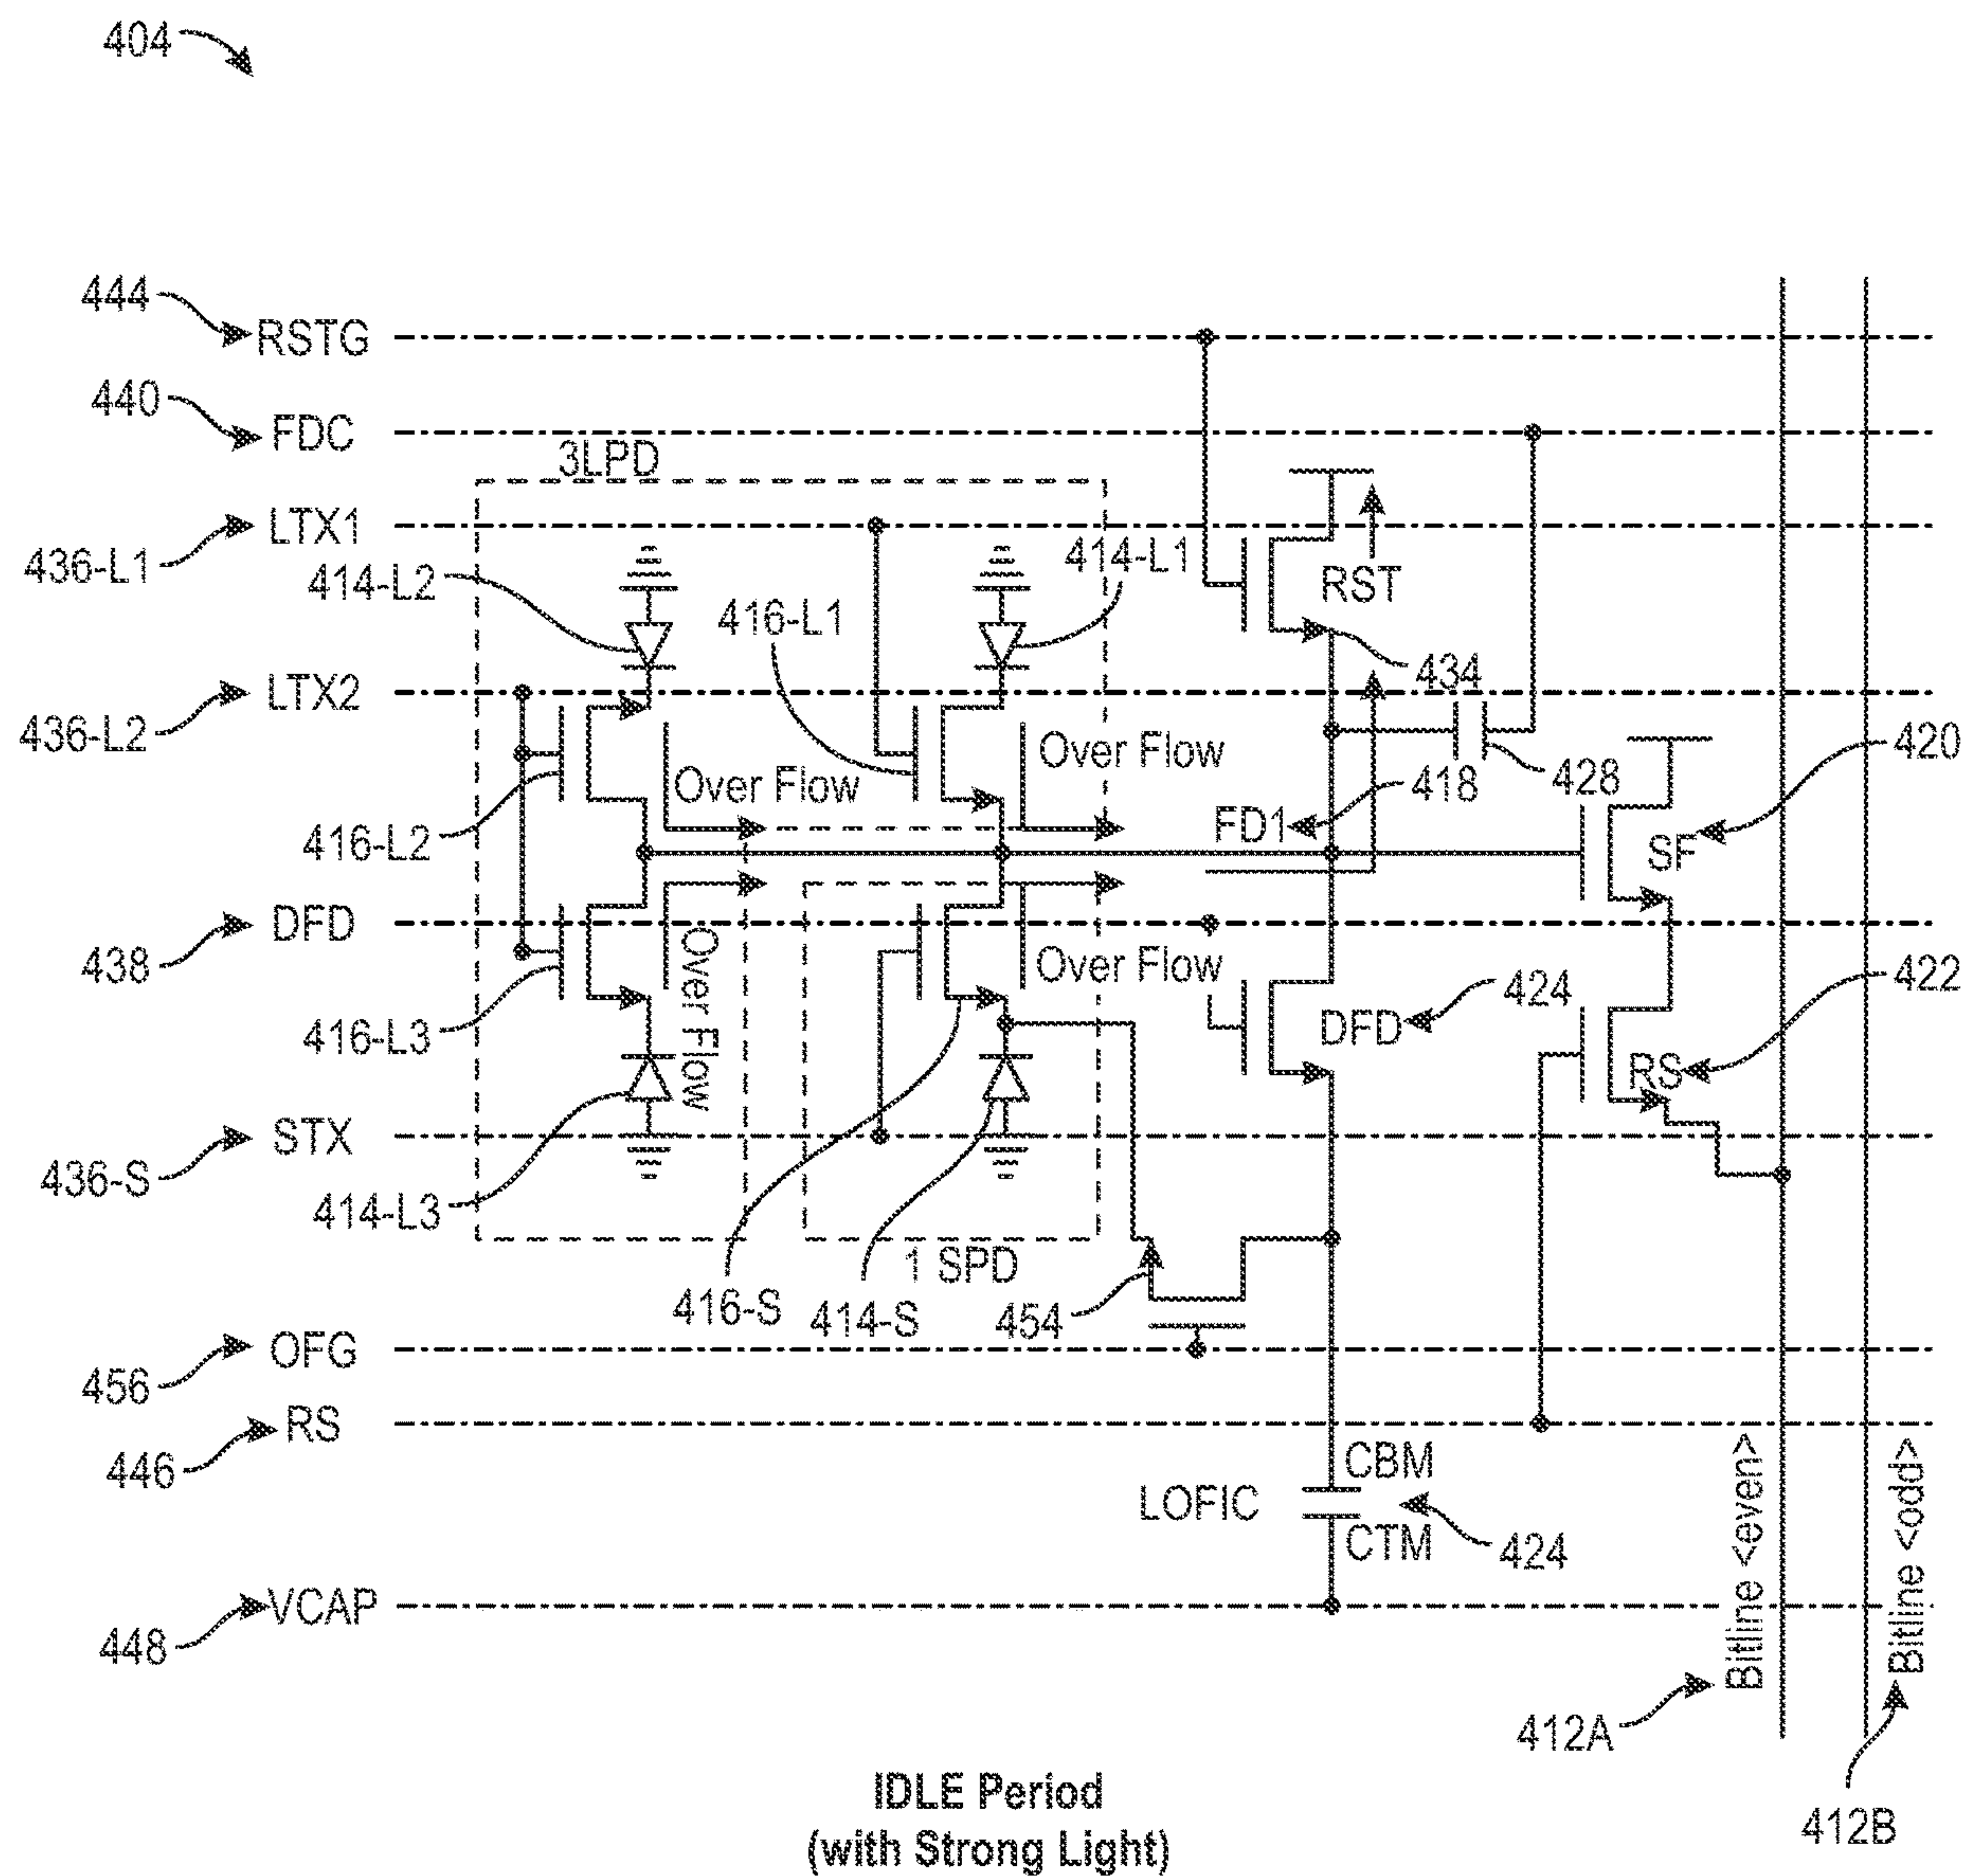 404
444
RSTG
440
FDC
3LPD
LTX1
436-L1
414-L2
416-L1
414-L1
RST
434
LTX2
436-L2
Over Flow
Over Flow
428
420
416-L2
FD1
418
SF
DFD
438
Over Flow
Over Flow
424
DFD
422
RS
416-L3
STX
436-S
414-L3
1 SPD
416-S
414-S
454
OFG
456
RS
446
CBM
LOFIC
CTM
424
VCAP
448
Bitline <even>
Bitline <odd>
412A
412B
IDLE Period
(with Strong Light)